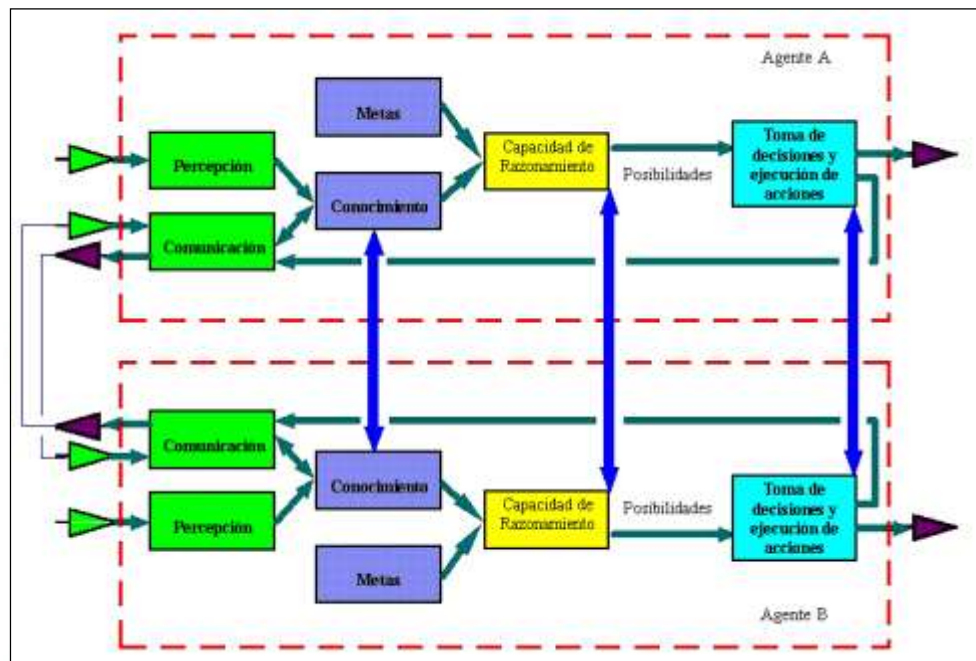 Agente A
Metas
Percepción
Capacidad de
Razonamiento
Toma de
decisiones y
ejecución de
acciones
Posibilidades
Conocimiento
Comunicación
Comunicación
Conocimiento
Percepción
Capacidad de
Razonamiento
Posibilidades
Toma de
decisiones y
ejecución de
acciones
Metas
Agente B